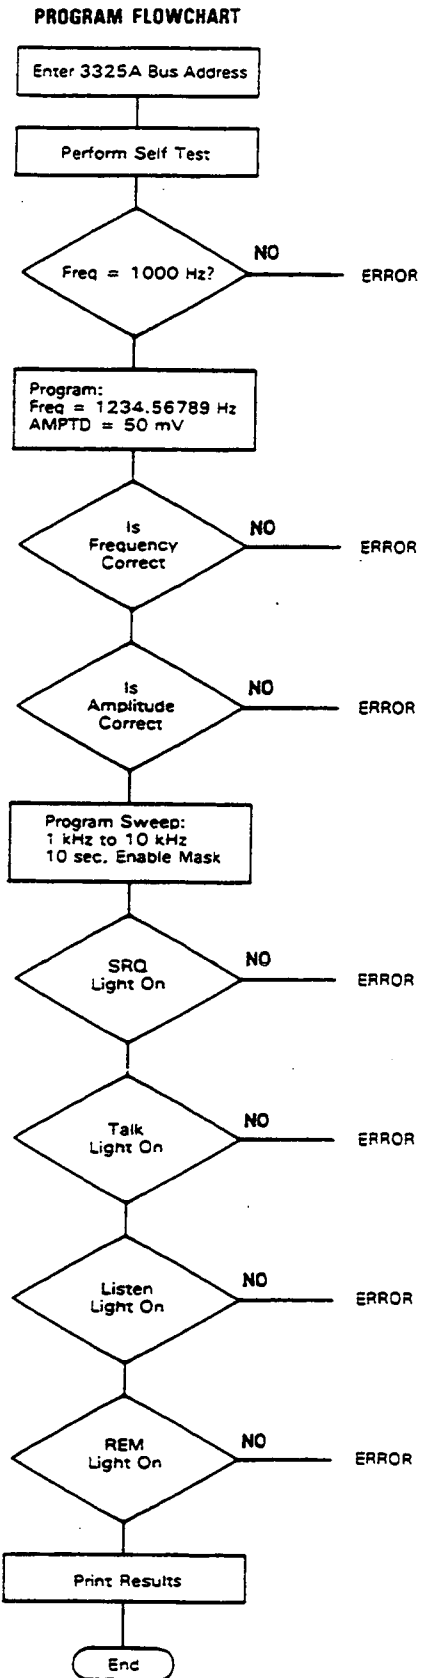 PROGRAM FLOWCHART
Enter 3325A Bus Address
Perform Self Test
Freq = 1000 Hz?
NO
ERROR
Program:
Freq = 1234.56789 Hz
AMPTD = 50 mV
Is
Frequency
Correct
NO
ERROR
Is
Amplitude
Correct
NO
ERROR
Program Sweep:
1 kHz to 10 kHz
10 sec. Enable Mask
SRQ
Light On
NO
ERROR
Talk
Light On
NO
ERROR
Listen
Light On
NO
ERROR
REM
Light On
NO
ERROR
Print Results
End